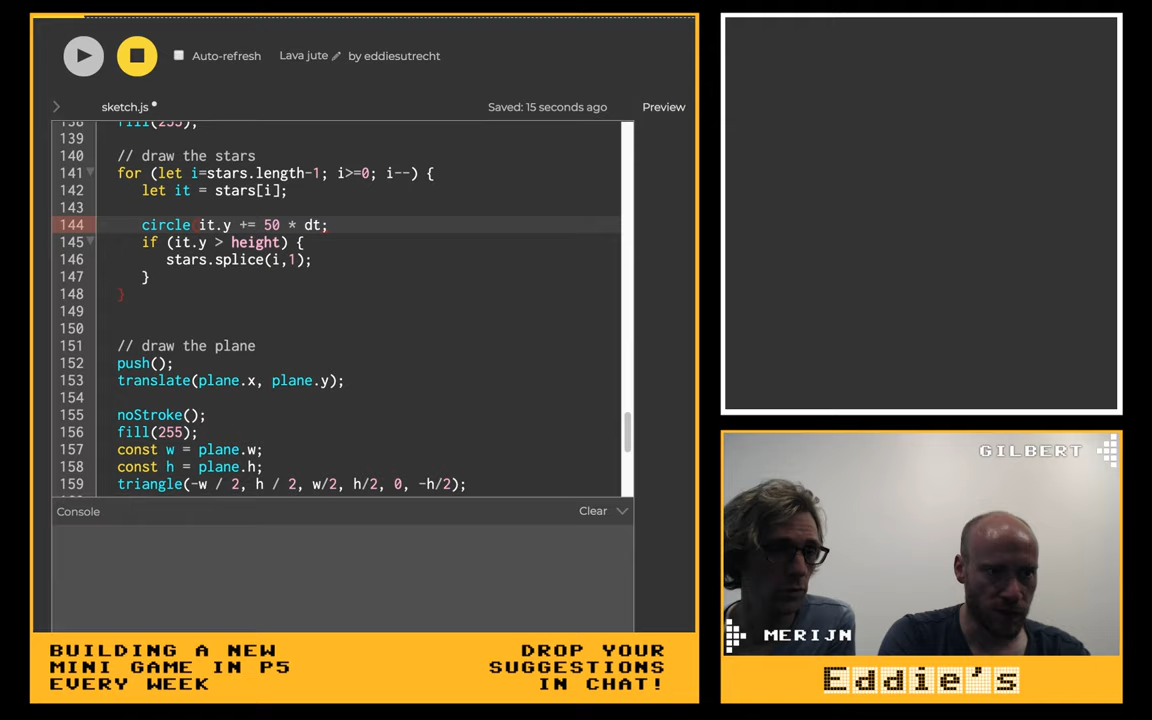 Auto-refresh
Lava jute
by eddiesutrecht
sketch.js
Saved: 15 seconds ago
Preview
138 fill(255);
139
140 // draw the stars
141 for (let i=stars.length-1; i>=0; i--) {
142 let it = stars[i];
143
144 circle it.y += 50 * dt;
145 if (it.y > height) {
146 stars.splice(i,1);
147 }
148 }
149
150
151 // draw the plane
152 push();
153 translate(plane.x, plane.y);
154
155 noStroke();
156 fill(255);
157 const w = plane.w;
158 const h = plane.h;
159 triangle(-w / 2, h / 2, w/2, h/2, 0, -h/2);
Console
Clear
GILBERT
MERIJN
BUILDING A NEW
MINI GAME IN P5
EVERY WEEK
DROP YOUR
SUGGESTIONS
IN CHAT!
Eddie's